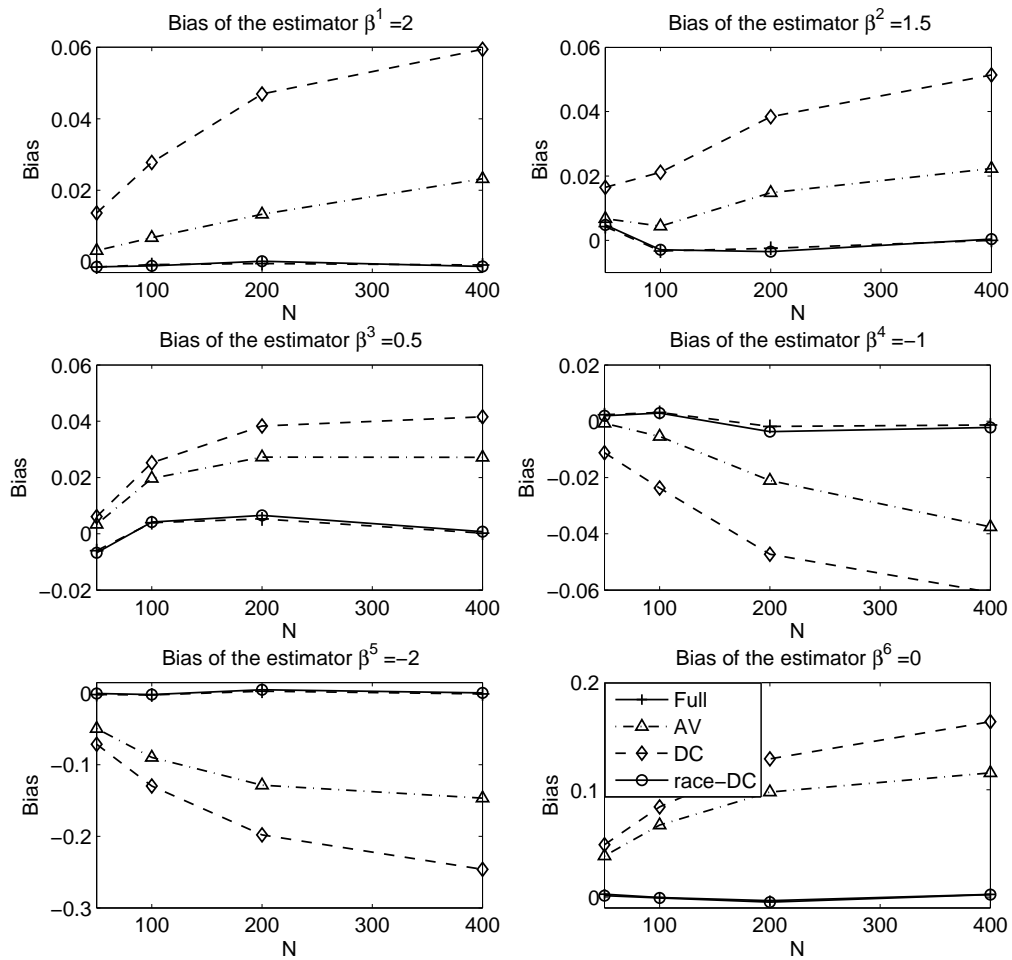 Bias of the estimator β¹ =2
0.06
0.04
0.02
0
Bias
100 200 300 400
N
Bias of the estimator β² =1.5
0.06
0.04
0.02
0
Bias
100 200 300 400
N
Bias of the estimator β³ =0.5
0.06
0.04
0.02
0
−0.02
Bias
100 200 300 400
N
Bias of the estimator β⁴ =−1
0.02
0
−0.02
−0.04
−0.06
Bias
100 200 300 400
N
Bias of the estimator β⁵ =−2
0
−0.1
−0.2
−0.3
Bias
100 200 300 400
N
Bias of the estimator β⁶ =0
0.2
0.1
0
Bias
Full
AV
DC
race−DC
100 200 300 400
N